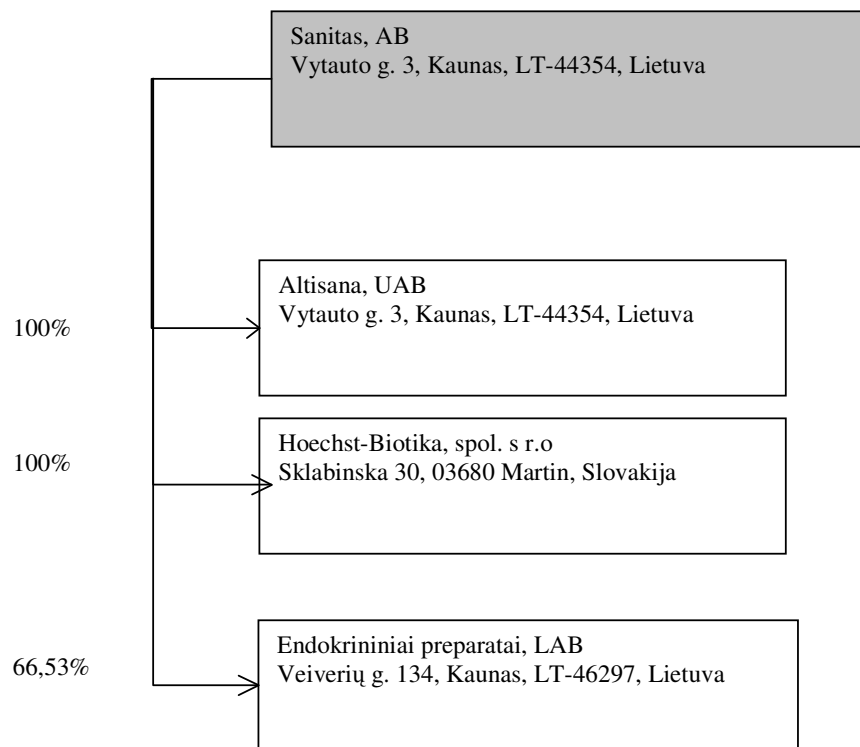 Sanitas, AB
Vytauto g. 3, Kaunas, LT-44354, Lietuva
100%
Altisana, UAB
Vytauto g. 3, Kaunas, LT-44354, Lietuva
100%
Hoechst-Biotika, spol. s r.o
Sklabinska 30, 03680 Martin, Slovakija
66,53%
Endokrininiai preparatai, LAB
Veiverių g. 134, Kaunas, LT-46297, Lietuva